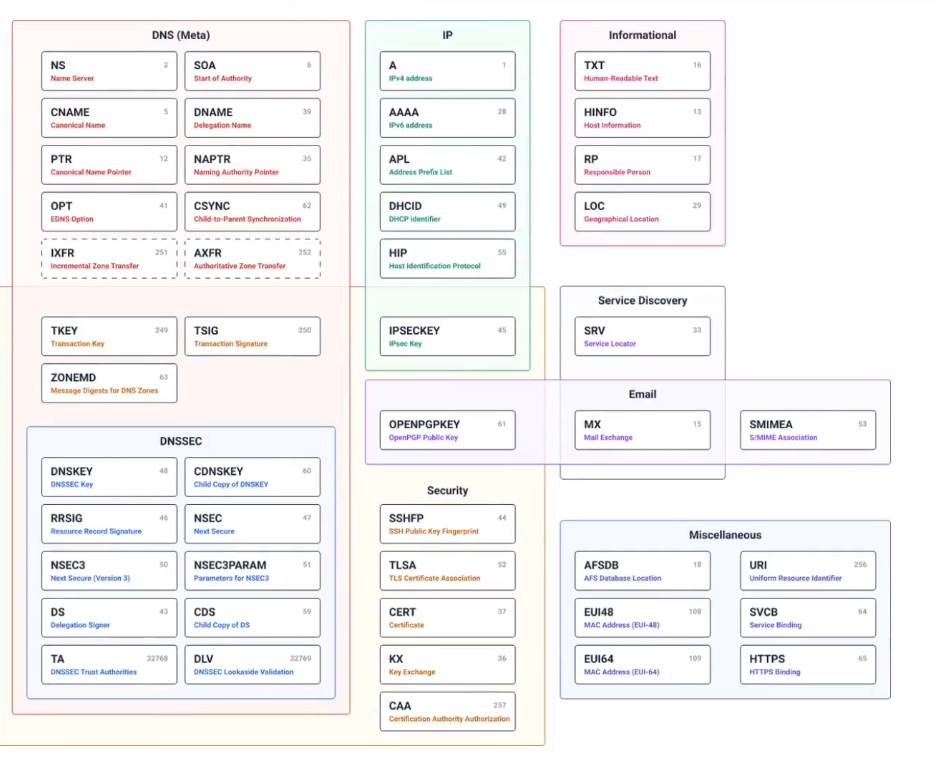 DNS (Meta)
NS 2
Name Server
SOA 6
Start of Authority
CNAME 5
Canonical Name
DNAME 39
Delegation Name
PTR 12
Canonical Name Pointer
NAPTR 35
Naming Authority Pointer
OPT 41
EDNS Option
CSYNC 62
Child-to-Parent Synchronization
IXFR 251
Incremental Zone Transfer
AXFR 252
Authoritative Zone Transfer
TKEY 249
Transaction Key
TSIG 250
Transaction Signature
ZONEMD 63
Message Digests for DNS Zones
DNSSEC
DNSKEY 48
DNSSEC Key
CDNSKEY 60
Child Copy of DNSKEY
RRSIG 46
Resource Record Signature
NSEC 47
Next Secure
NSEC3 50
Next Secure (Version 3)
NSEC3PARAM 51
Parameters for NSEC3
DS 43
Delegation Signer
CDS 59
Child Copy of DS
TA 32768
DNSSEC Trust Authorities
DLV 32769
DNSSEC Lookaside Validation
IP
A 1
IPv4 address
AAAA 28
IPv6 address
APL 42
Address Prefix List
DHCID 49
DHCP identifier
HIP 55
Host Identification Protocol
IPSECKEY 45
IPsec Key
Informational
TXT 16
Human-Readable Text
HINFO 13
Host Information
RP 17
Responsible Person
LOC 29
Geographical Location
Service Discovery
SRV 33
Service Locator
Email
OPENPGPKEY 61
OpenPGP Public Key
MX 15
Mail Exchange
SMIMEA 53
S/MIME Association
Security
SSHFP 44
SSH Public Key Fingerprint
TLSA 52
TLS Certificate Association
CERT 37
Certificate
KX 36
Key Exchange
CAA 257
Certification Authority Authorization
Miscellaneous
AFSDB 18
AFS Database Location
URI 256
Uniform Resource Identifier
EUI48 108
MAC Address (EUI-48)
SVCB 64
Service Binding
EUI64 109
MAC Address (EUI-64)
HTTPS 65
HTTPS Binding